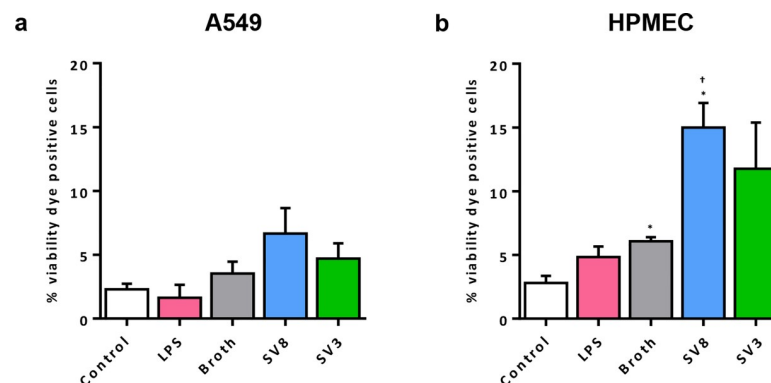 a
A549
% viability dye positive cells
20
15
10
5
0
Control
LPS
Broth
SV8
SV3
b
HPMEC
% viability dye positive cells
20
15
10
5
0
*
†
*
Control
LPS
Broth
SV8
SV3